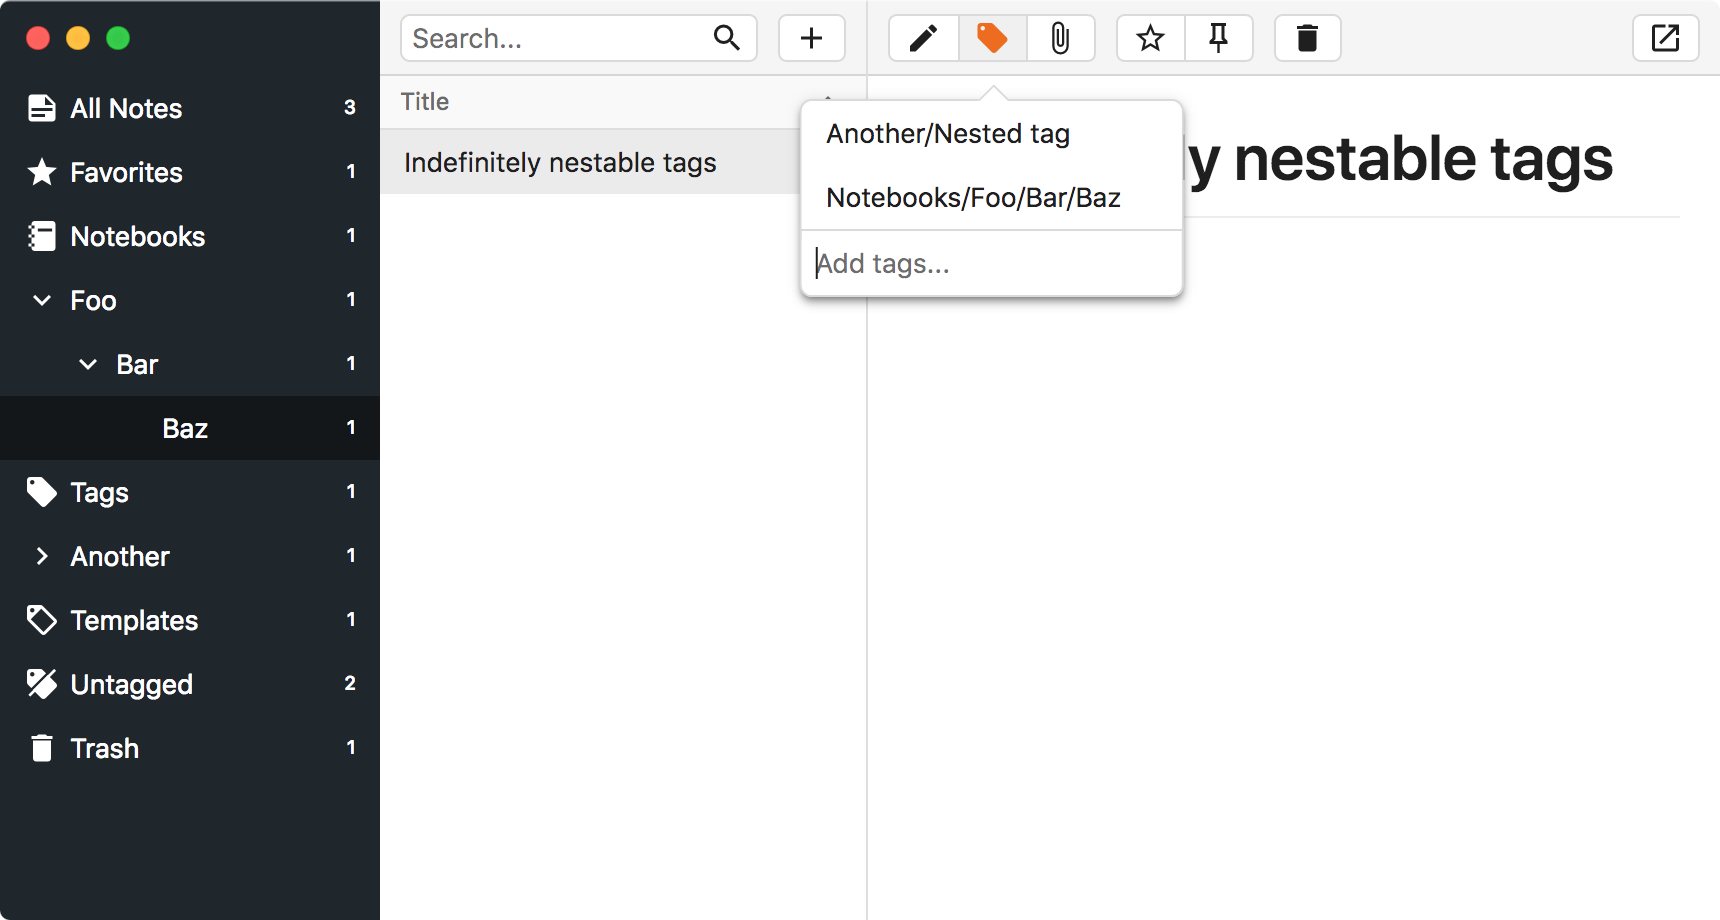 All Notes 3
Favorites 1
Notebooks 1
Foo 1
Bar 1
Baz 1
Tags 1
Another 1
Templates 1
Untagged 2
Trash 1
Search...
Title
Indefinitely nestable tags
Another/Nested tag
Notebooks/Foo/Bar/Baz
Add tags...
y nestable tags